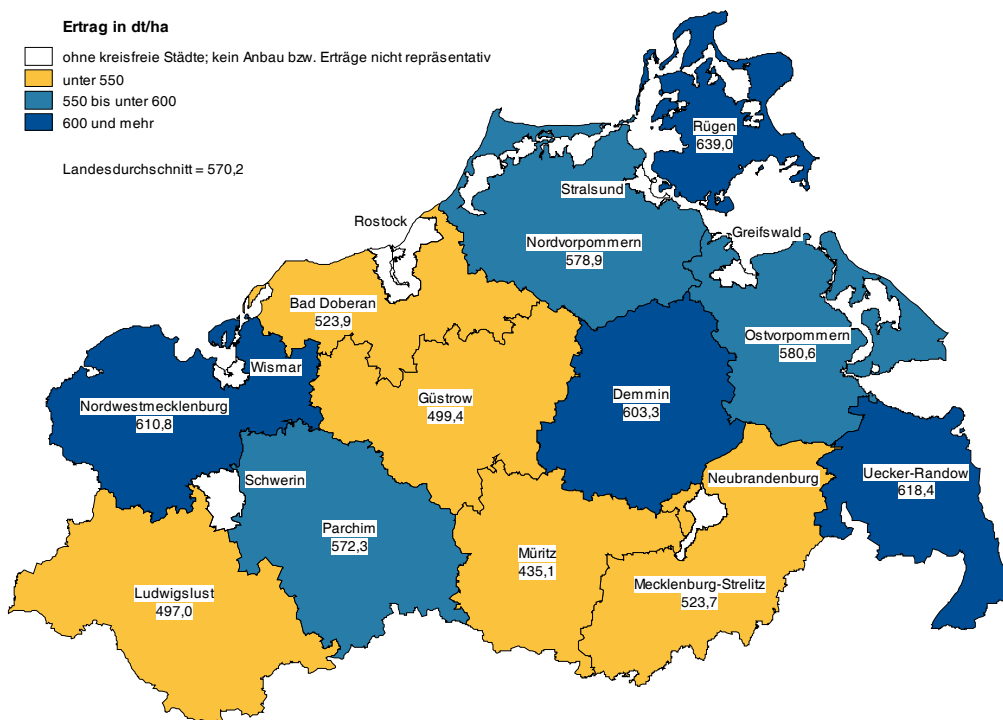 Ertrag in dt/ha
ohne kreisfreie Städte; kein Anbau bzw. Erträge nicht repräsentativ
unter 550
550 bis unter 600
600 und mehr
Landesdurchschnitt = 570,2
Rügen
639,0
Stralsund
Rostock
Greifswald
Nordvorpommern
578,9
Bad Doberan
523,9
Ostvorpommern
580,6
Wismar
Nordwestmecklenburg
610,8
Güstrow
499,4
Demmin
603,3
Schwerin
Neubrandenburg
Uecker-Randow
618,4
Parchim
572,3
Müritz
435,1
Mecklenburg-Strelitz
523,7
Ludwigslust
497,0